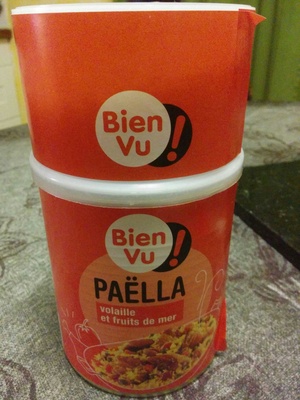 Bien
Vu !
Bien
Vu !
PAËLLA
volaille
et fruits de mer